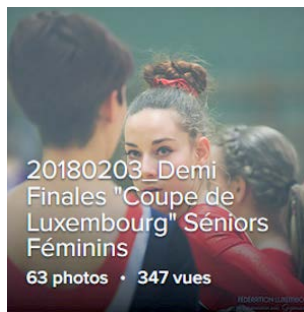 20180203_Demi
Finales "Coupe de
Luxembourg" Séniors
Féminins
63 photos • 347 vues